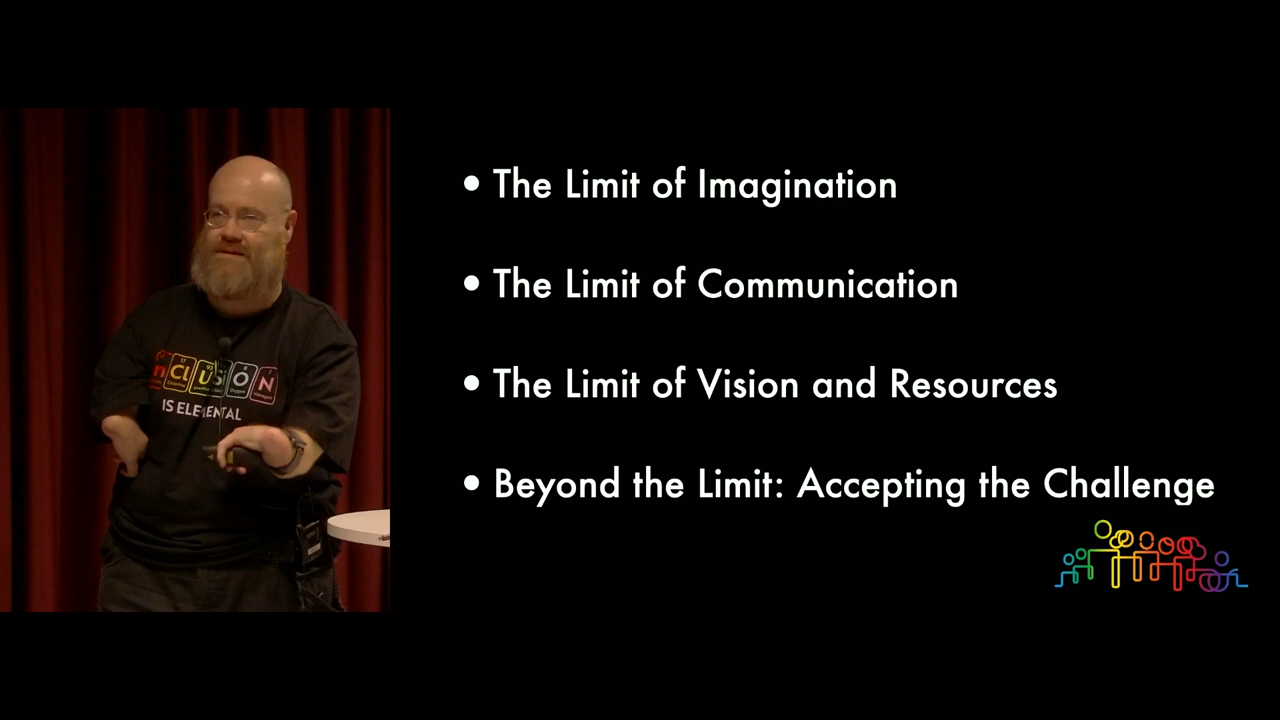 • The Limit of Imagination
• The Limit of Communication
• The Limit of Vision and Resources
• Beyond the Limit: Accepting the Challenge
nClUSiON
IS ELEMENTAL